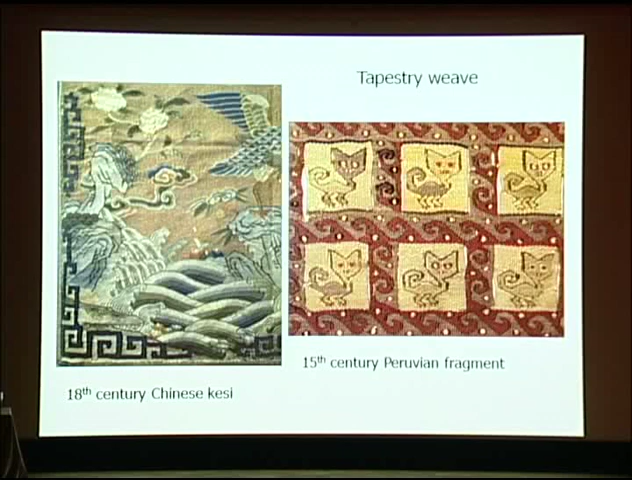 Tapestry weave
15th century Peruvian fragment
18th century Chinese kesi